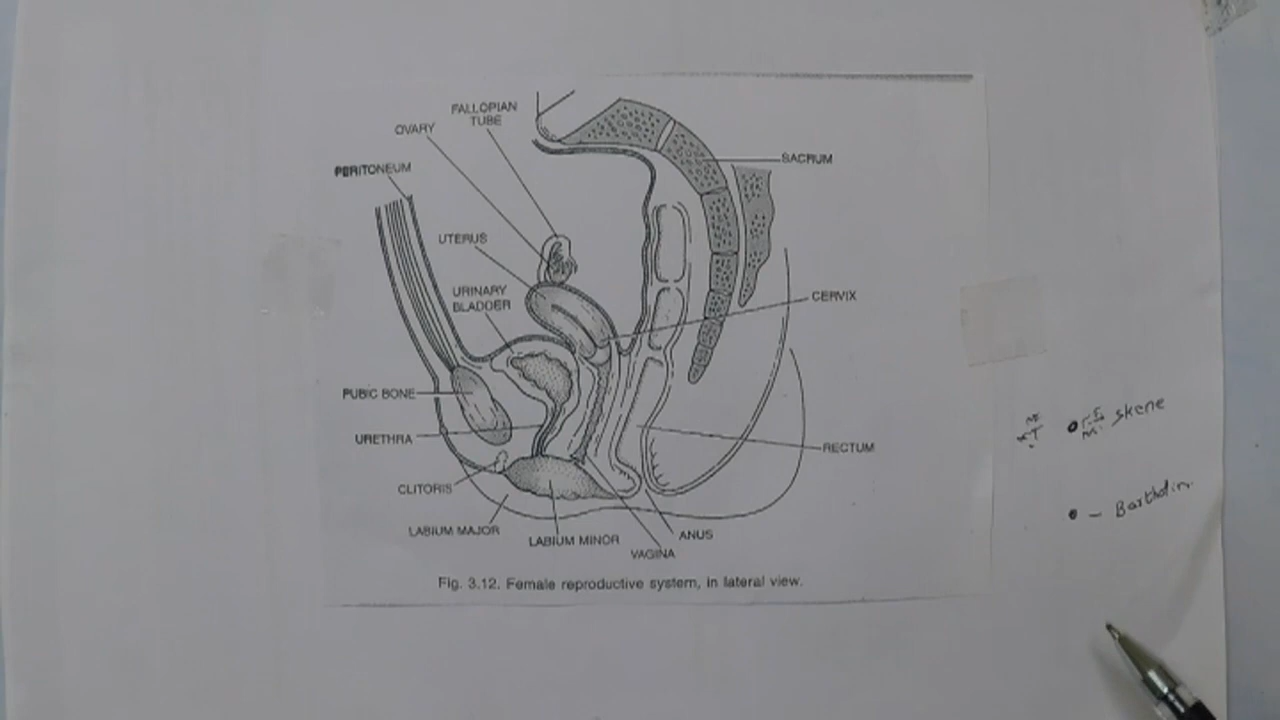 FALLOPIAN
TUBE
OVARY
SACRUM
PERITONEUM
UTERUS
URINARY
BLADDER
CERVIX
PUBIC BONE
skene
URETHRA
RECTUM
CLITORIS
– Bartholin.
LABIUM MAJOR
LABIUM MINOR
ANUS
VAGINA
Fig. 3.12. Female reproductive system, in lateral view.